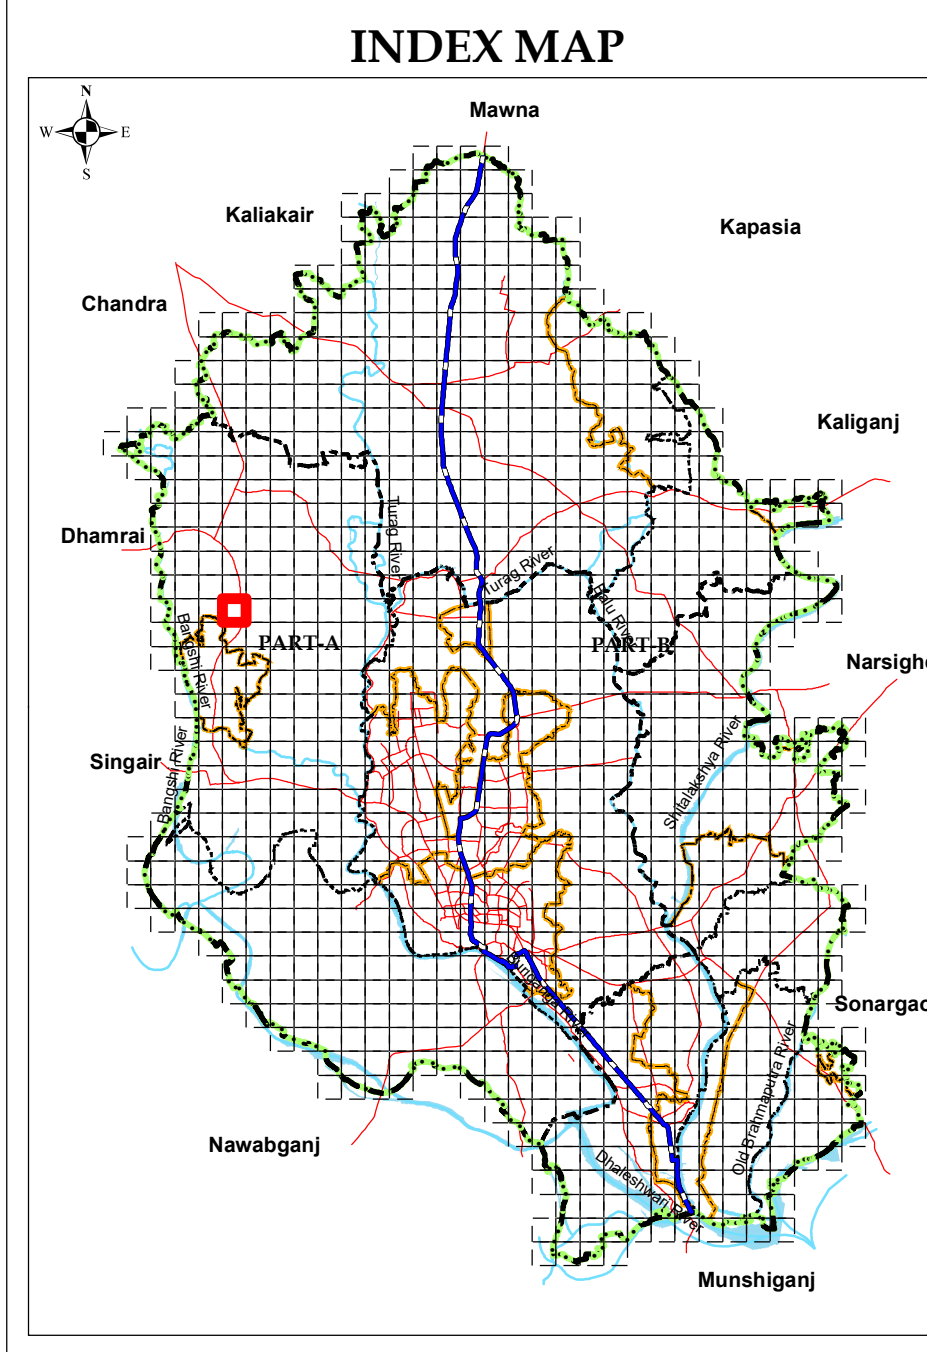 INDEX MAP
N
W E
S
Mawna
Kaliakair
Kapasia
Chandra
Kaliganj
Dhamrai
Turag River
Turag River
Balu River
Bangshi River
PART-A
PART-B
Narsighd
Shitalakshya River
Bangshi River
Singair
Buriganga River
Sonargao
Old Brahmaputra River
Nawabganj
Dhaleshwari River
Munshiganj